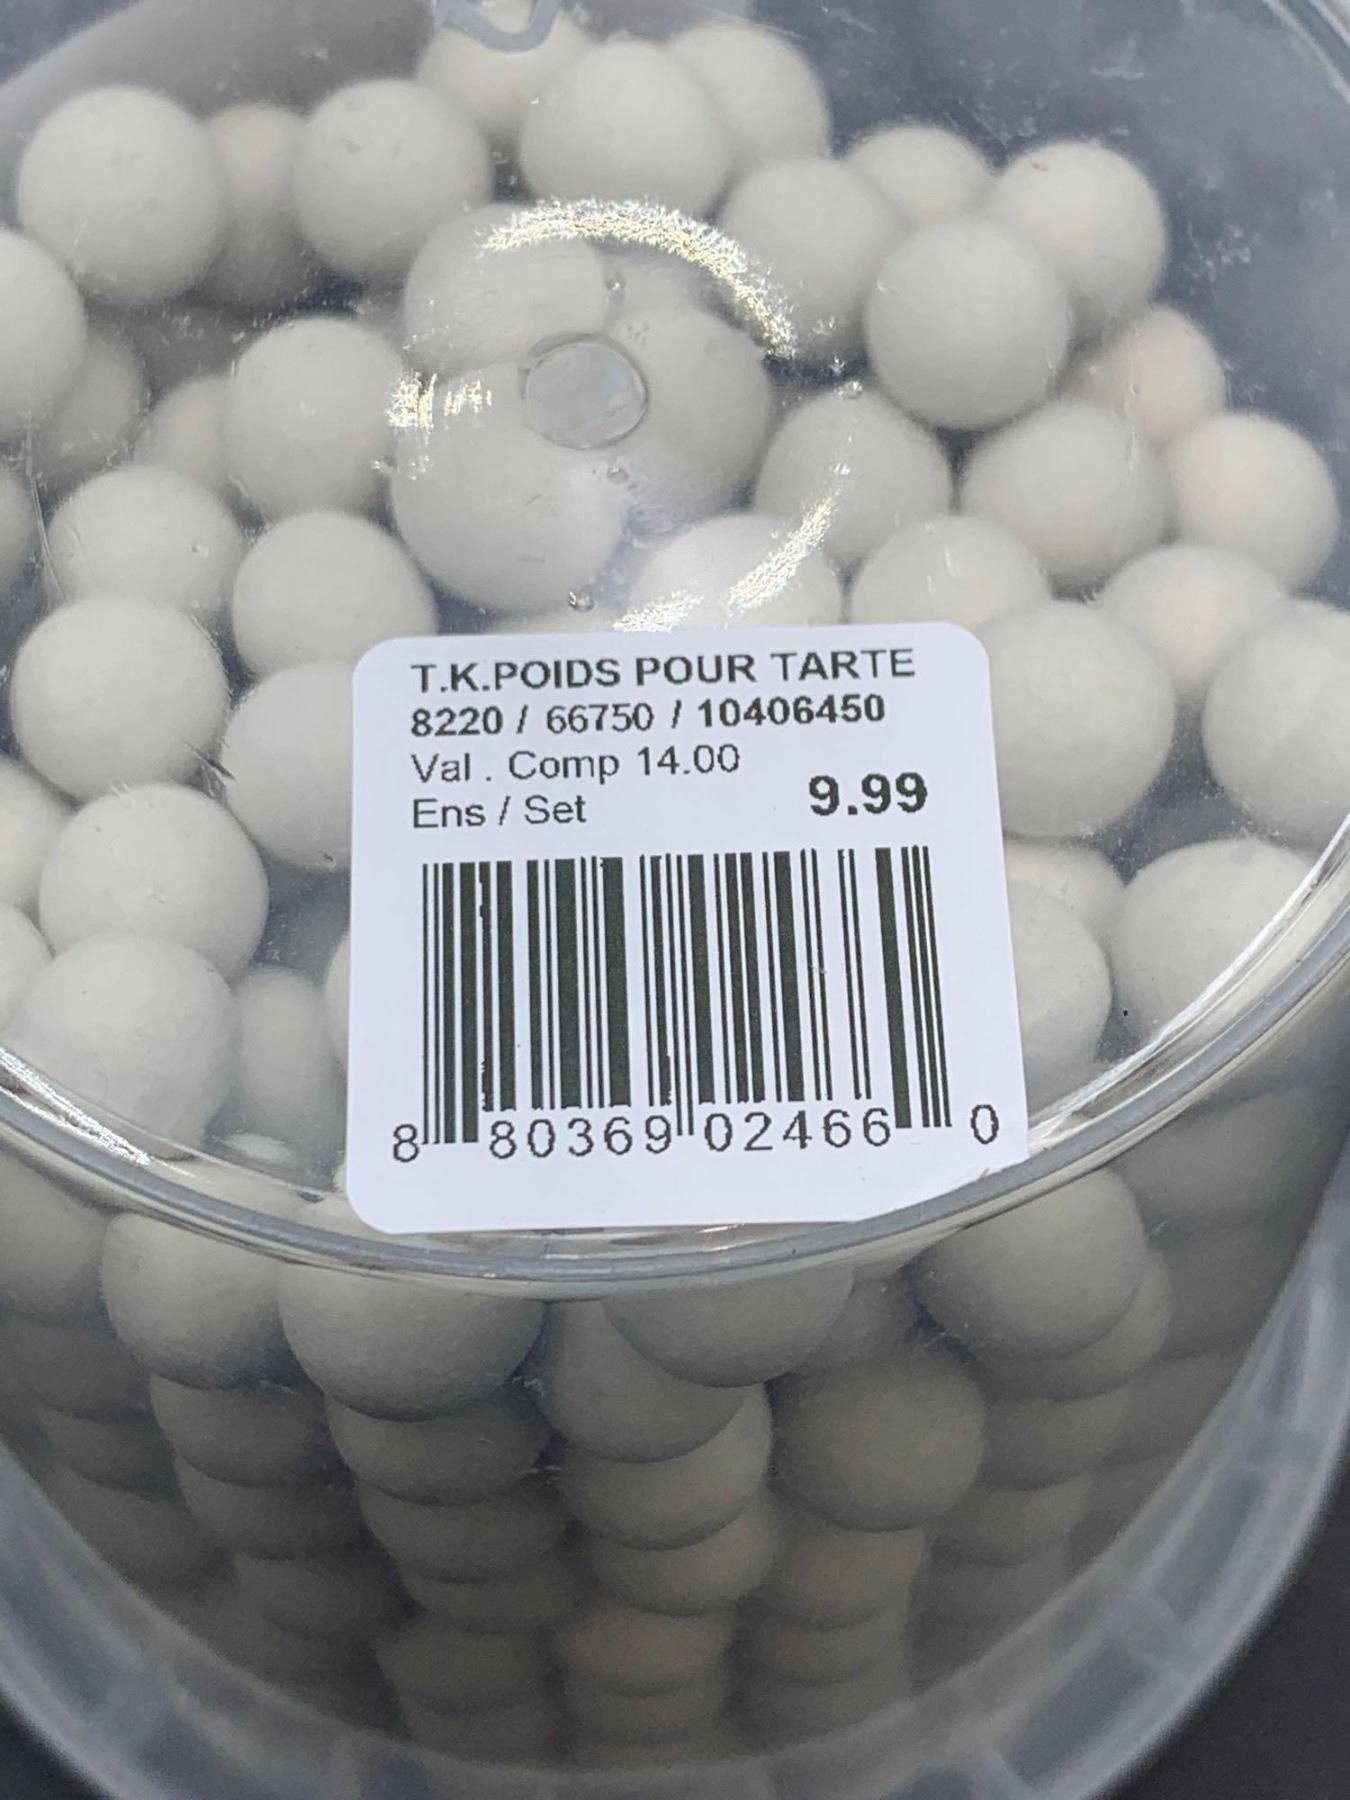 T.K.POIDS POUR TARTE
8220 / 66750 / 10406450
Val . Comp 14.00
Ens / Set 9.99
8 80369 02466 0